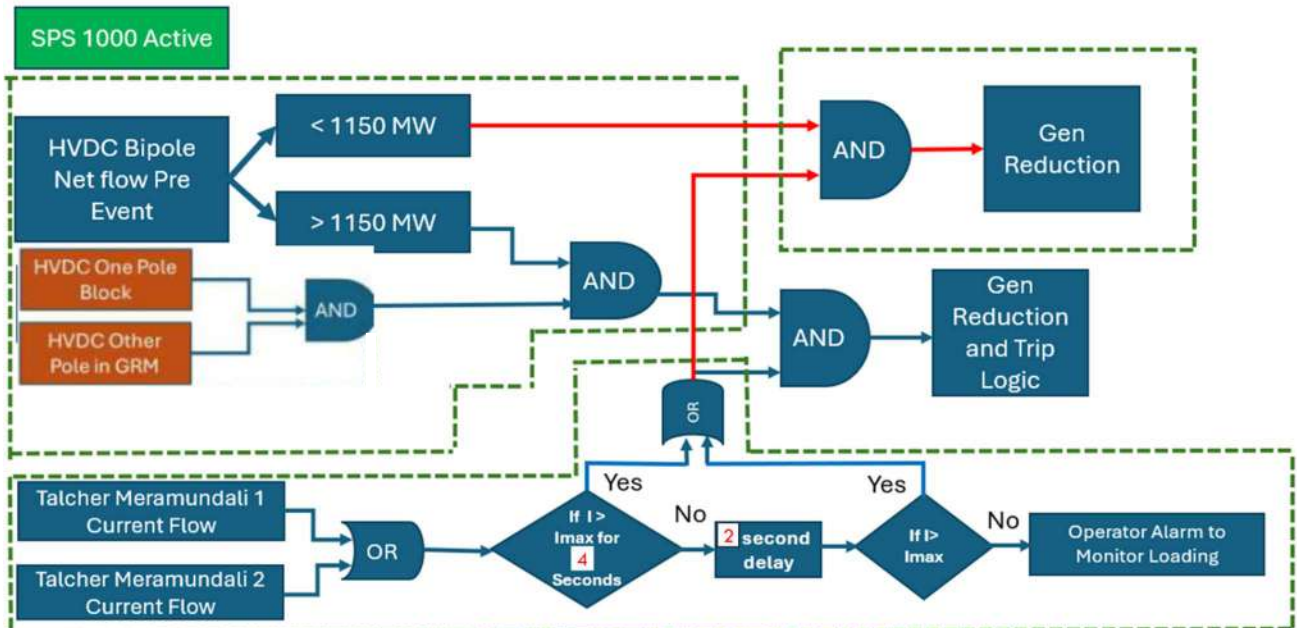 SPS 1000 Active
HVDC Bipole
Net flow Pre
Event
< 1150 MW
> 1150 MW
AND
Gen
Reduction
HVDC One Pole
Block
HVDC Other
Pole in GRM
AND
AND
AND
Gen
Reduction
and Trip
Logic
OR
Talcher Meramundali 1
Current Flow
Talcher Meramundali 2
Current Flow
OR
Yes
If I >
Imax for
4
Seconds
No
2 second
delay
Yes
If I>
Imax
No
Operator Alarm to
Monitor Loading